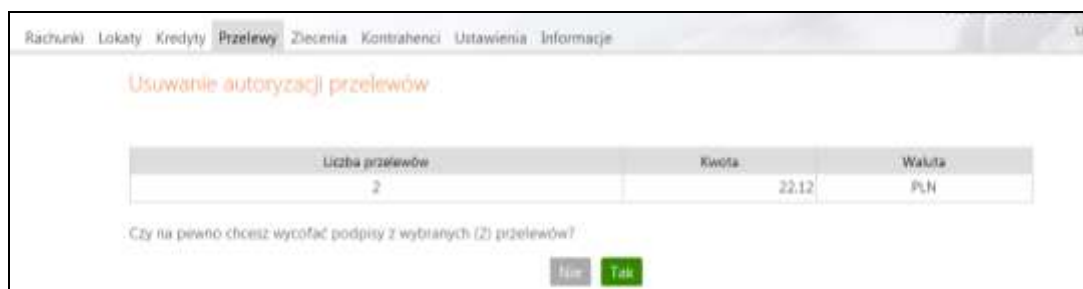 Rachunki Lokaty Kredyty Przelewy Zlecenia Kontrahenci Ustawienia Informacje
Usuwanie autoryzacji przelewów
Liczba przelewów Kwota Waluta
2 22.12 PLN
Czy na pewno chcesz wycofać podpisy z wybranych (2) przelewów?
Nie Tak